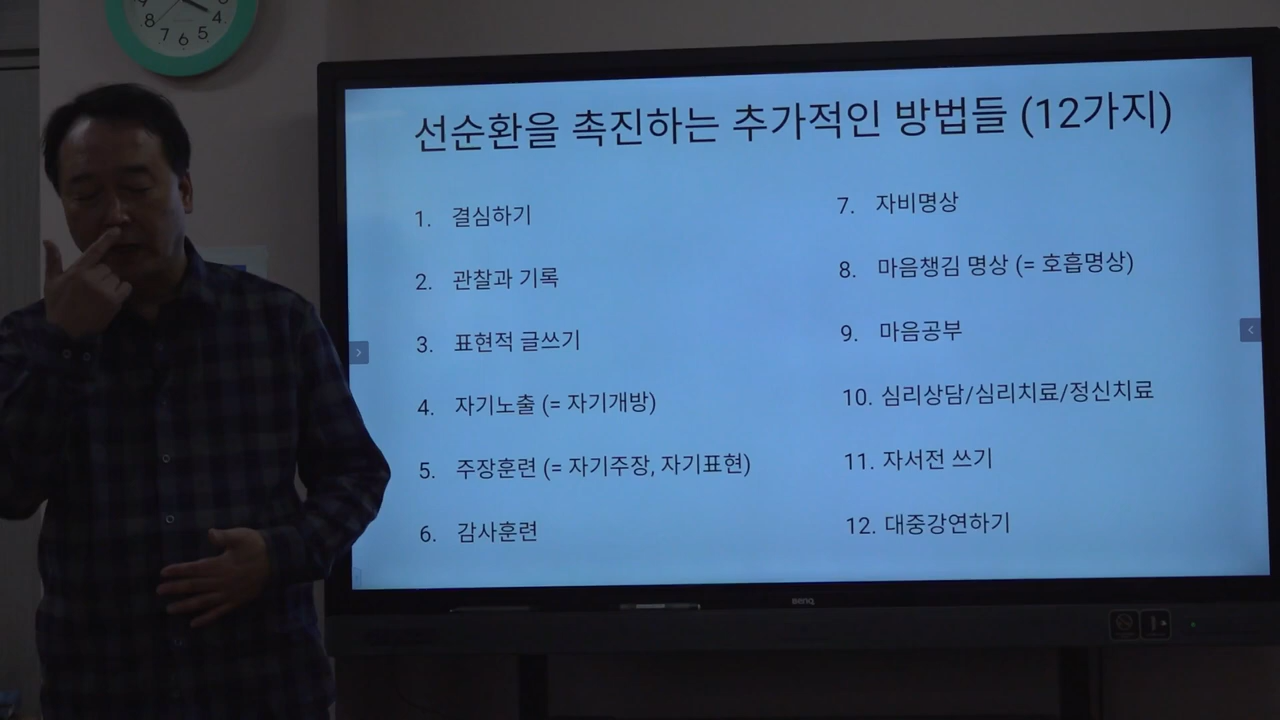 8
7
6
5
4
선순환을 촉진하는 추가적인 방법들 (12가지)
1. 결심하기
2. 관찰과 기록
3. 표현적 글쓰기
4. 자기노출 (= 자기개방)
5. 주장훈련 (= 자기주장, 자기표현)
6. 감사훈련
7. 자비명상
8. 마음챙김 명상 (= 호흡명상)
9. 마음공부
10. 심리상담/심리치료/정신치료
11. 자서전 쓰기
12. 대중강연하기
BenQ